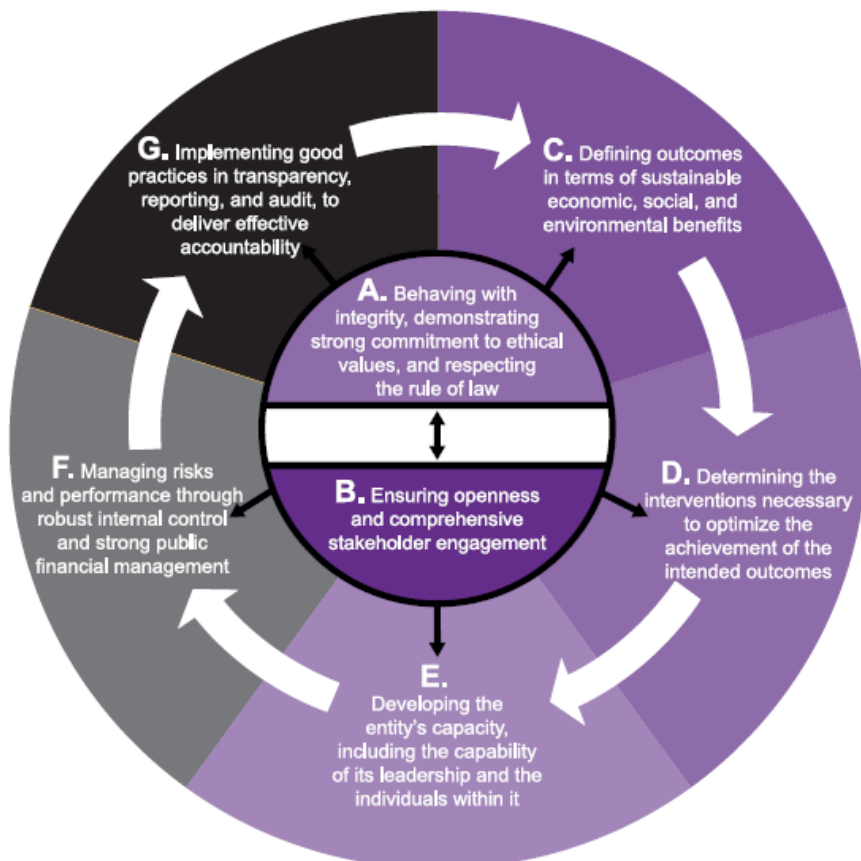 G. Implementing good
practices in transparency,
reporting, and audit, to
deliver effective
accountability
C. Defining outcomes
in terms of sustainable
economic, social, and
environmental benefits
A. Behaving with
integrity, demonstrating
strong commitment to ethical
values, and respecting
the rule of law
B. Ensuring openness
and comprehensive
stakeholder engagement
D. Determining the
interventions necessary
to optimize the
achievement of the
intended outcomes
E.
Developing the
entity's capacity,
including the capability
of its leadership and the
individuals within it
F. Managing risks
and performance through
robust internal control
and strong public
financial management